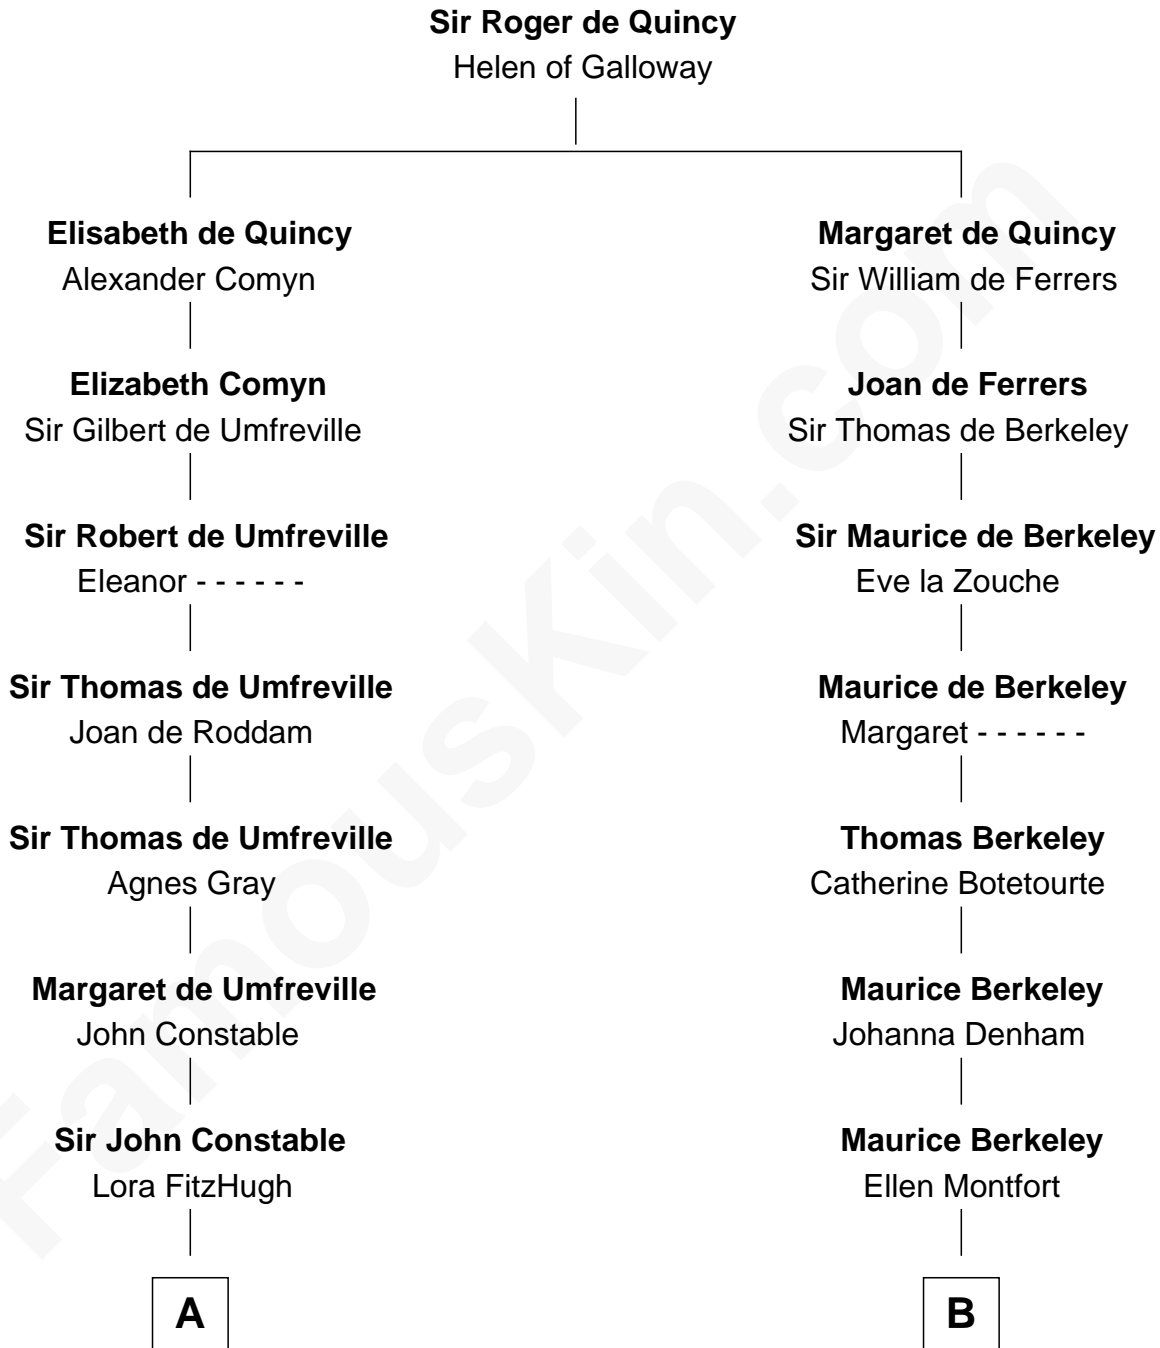 Sir Roger de Quincy
Helen of Galloway
Elisabeth de Quincy
Alexander Comyn
Margaret de Quincy
Sir William de Ferrers
Elizabeth Comyn
Sir Gilbert de Umfreville
Joan de Ferrers
Sir Thomas de Berkeley
Sir Robert de Umfreville
Eleanor - - - - - -
Sir Maurice de Berkeley
Eve la Zouche
Sir Thomas de Umfreville
Joan de Roddam
Maurice de Berkeley
Margaret - - - - - -
Sir Thomas de Umfreville
Agnes Gray
Thomas Berkeley
Catherine Botetourte
Margaret de Umfreville
John Constable
Maurice Berkeley
Johanna Denham
Sir John Constable
Lora FitzHugh
Maurice Berkeley
Ellen Montfort
A
B
FamousKin.com